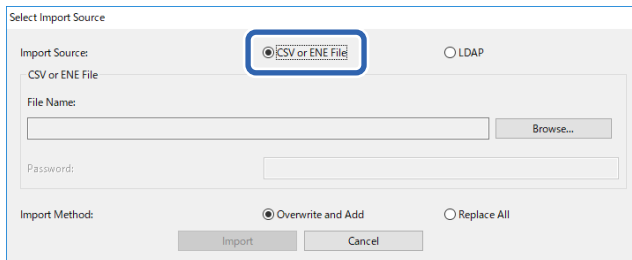 Select Import Source
Import Source: CSV or ENE File LDAP
CSV or ENE File
File Name:
Browse...
Password:
Import Method: Overwrite and Add Replace All
Import Cancel